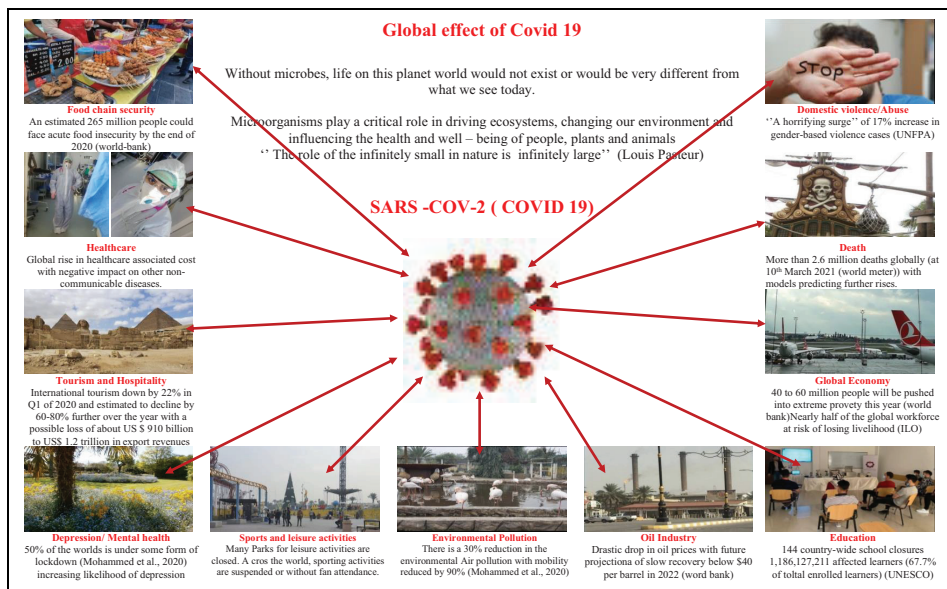 Global effect of Covid 19
Without microbes, life on this planet world would not exist or would be very different from
what we see today.
Microorganisms play a critical role in driving ecosystems, changing our environment and
influencing the health and well – being of people, plants and animals
‘’ The role of the infinitely small in nature is infinitely large’’ (Louis Pasteur)
SARS -COV-2 ( COVID 19)
2.00
Food chain security
An estimated 265 million people could
face acute food insecurity by the end of
2020 (world-bank)
Healthcare
Global rise in healthcare associated cost
with negative impact on other non-
communicable diseases.
Tourism and Hospitality
International tourism down by 22% in
Q1 of 2020 and estimated to decline by
60-80% further over the year with a
possible loss of about US $ 910 billion
to US$ 1.2 trillion in export revenues
STOP
Domestic violence/Abuse
‘’A horrifying surge’’ of 17% increase in
gender-based violence cases (UNFPA)
Death
More than 2.6 million deaths globally (at
10th March 2021 (world meter)) with
models predicting further rises.
Global Economy
40 to 60 million people will be pushed
into extreme provety this year (world
bank)Nearly half of the global workforce
at risk of losing livelihood (ILO)
Depression/ Mental health
50% of the worlds is under some form of
lockdown (Mohammed et al., 2020)
increasing likelihood of depression
Sports and leisure activities
Many Parks for leisure activities are
closed. A cros the world, sporting activities
are suspended or without fan attendance.
Environmental Pollution
There is a 30% reduction in the
environmental Air pollution with mobility
reduced by 90% (Mohammed et al., 2020)
Oil Industry
Drastic drop in oil prices with future
projectiona of slow recovery below $40
per barrel in 2022 (word bank)
Education
144 country-wide school closures
1,186,127,211 affected learners (67.7%
of toltal enrolled learners) (UNESCO)